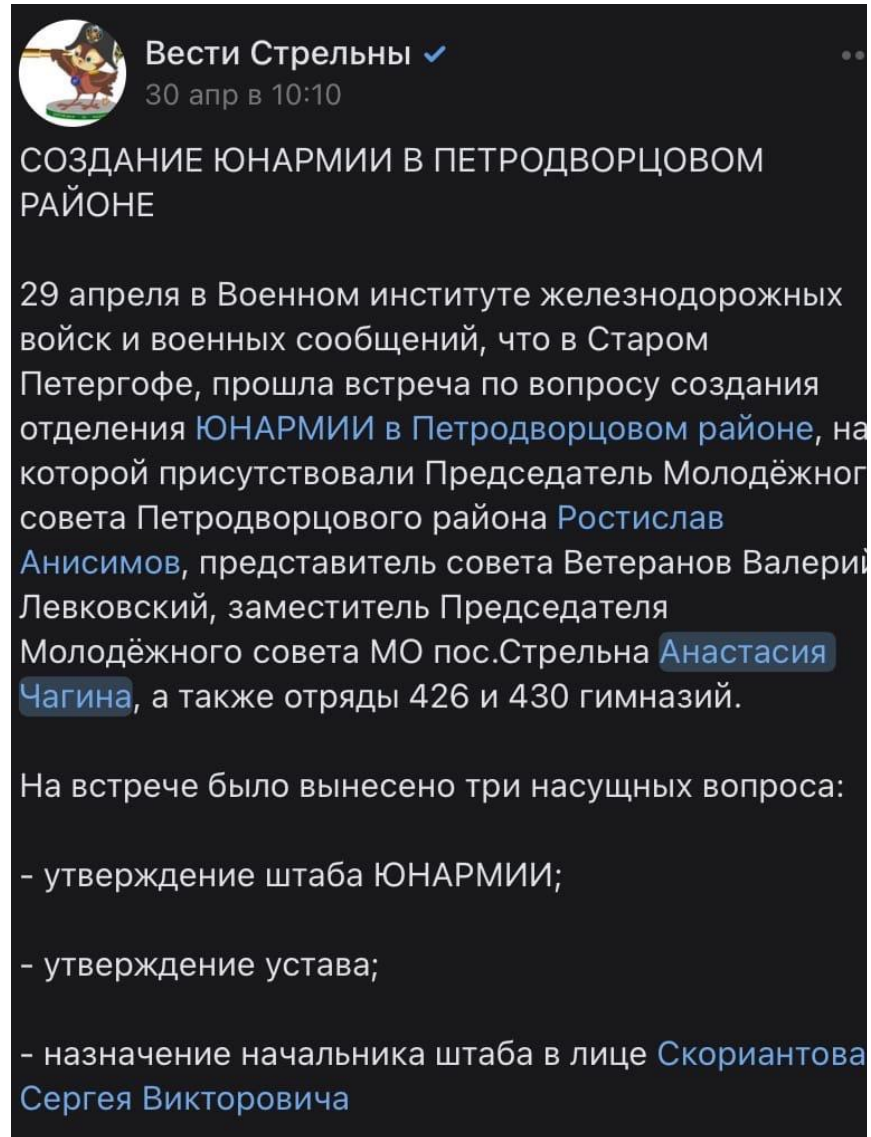 Вести Стрельны
30 апр в 10:10
СОЗДАНИЕ ЮНАРМИИ В ПЕТРОДВОРЦОВОМ
РАЙОНЕ
29 апреля в Военном институте железнодорожных
войск и военных сообщений, что в Старом
Петергофе, прошла встреча по вопросу создания
отделения ЮНАРМИИ в Петродворцовом районе, на
которой присутствовали Председатель Молодёжног
совета Петродворцового района Ростислав
Анисимов, представитель совета Ветеранов Валерий
Левковский, заместитель Председателя
Молодёжного совета МО пос.Стрельна Анастасия
Чагина, а также отряды 426 и 430 гимназий.
На встрече было вынесено три насущных вопроса:
- утверждение штаба ЮНАРМИИ;
- утверждение устава;
- назначение начальника штаба в лице Скориантова
Сергея Викторовича